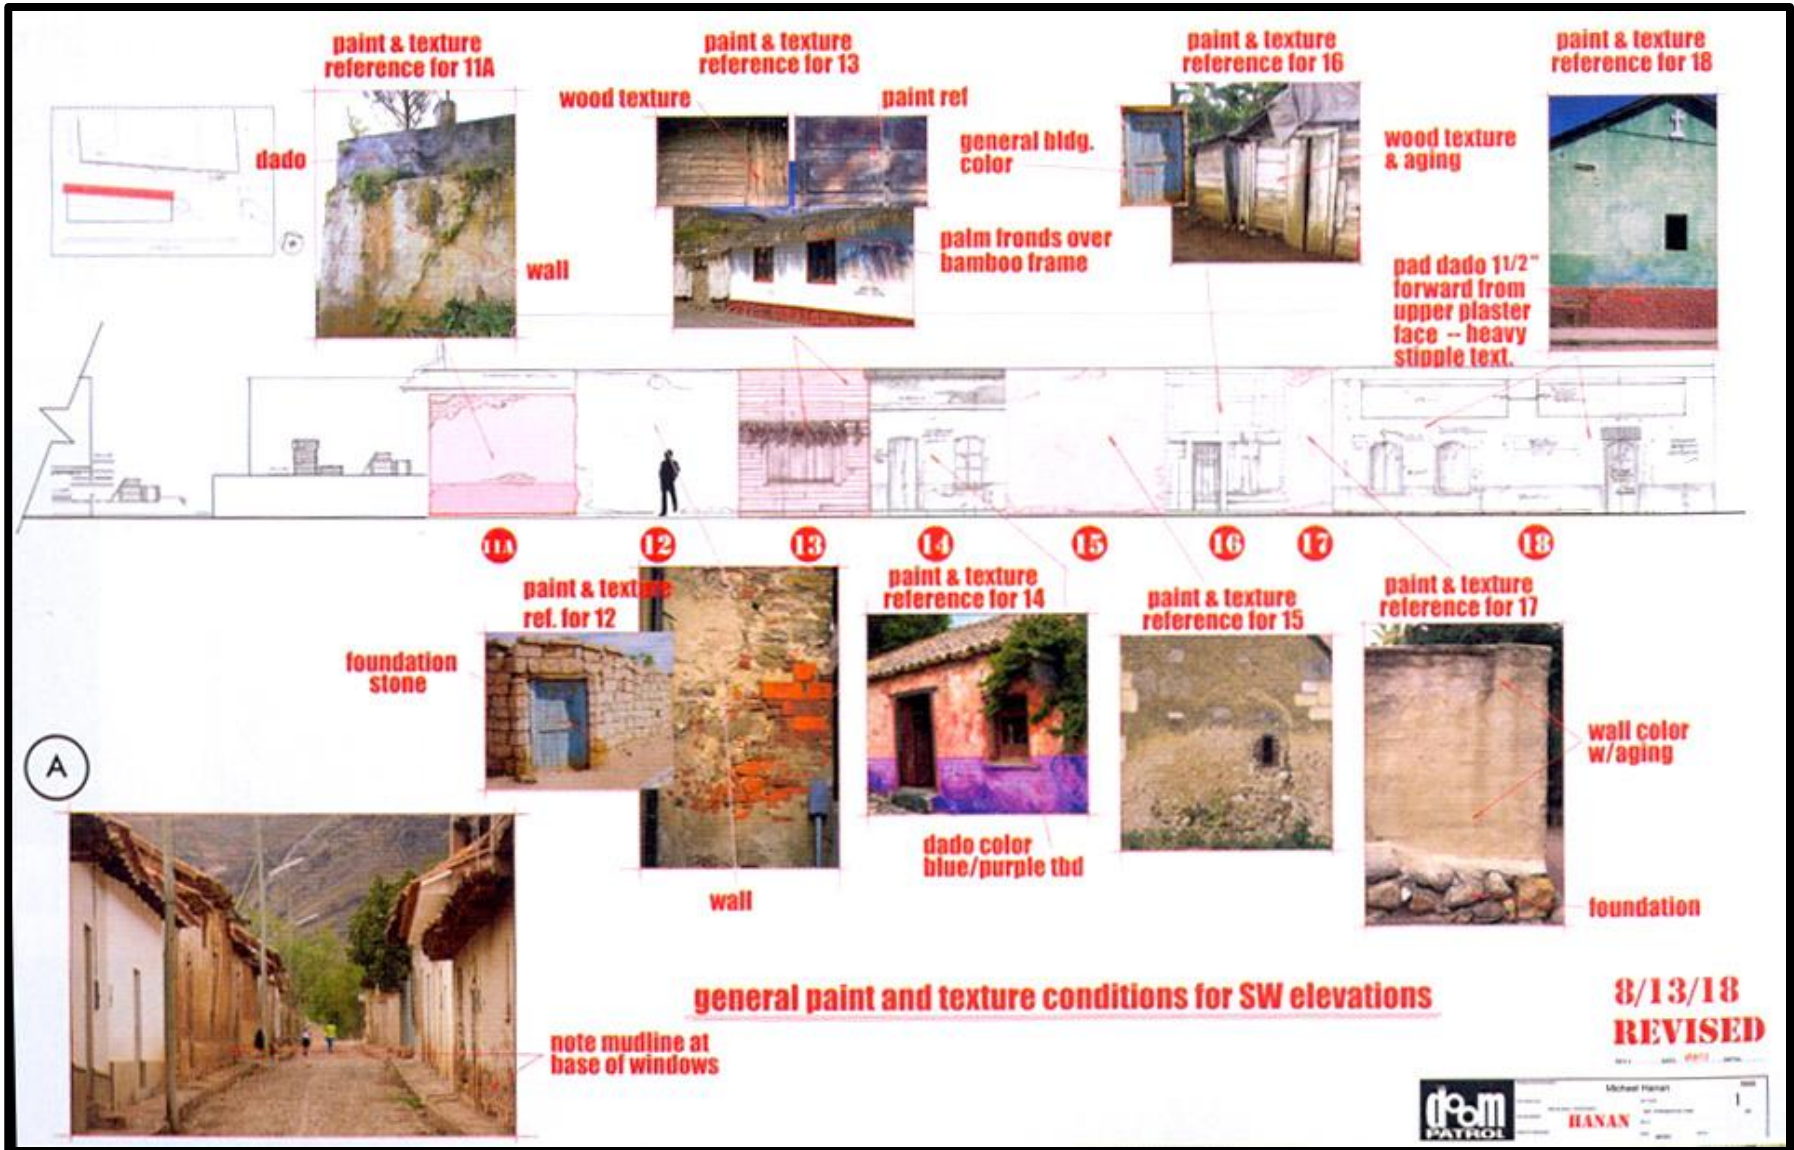 paint & texture
reference for 11A
paint & texture
reference for 13
paint & texture
reference for 16
paint & texture
reference for 18
wood texture
paint ref
dado
general bldg.
color
wood texture
& aging
palm fronds over
bamboo frame
wall
pad dado 11/2"
forward from
upper plaster
face -- heavy
stipple text.
11A
12
13
14
15
16
17
18
paint & texture
ref. for 12
paint & texture
reference for 14
paint & texture
reference for 15
paint & texture
reference for 17
foundation
stone
wall color
w/aging
A
dado color
blue/purple tbd
wall
foundation
general paint and texture conditions for SW elevations
8/13/18
REVISED
note mudline at
base of windows
doom
PATROL
Michael Hanan
HANAN
1